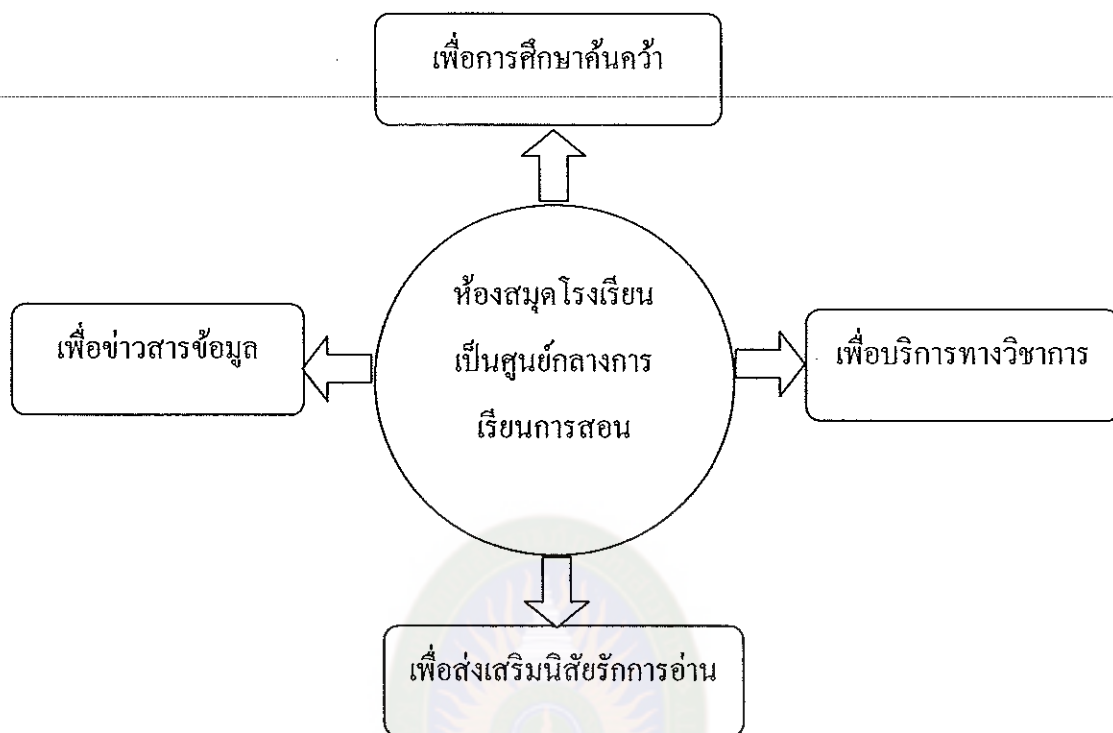 เพื่อการศึกษาค้นคว้า
ห้องสมุดโรงเรียน
เป็นศูนย์กลางการ
เรียนการสอน
เพื่อข่าวสารข้อมูล
เพื่อบริการทางวิชาการ
เพื่อส่งเสริมนิสัยรักการอ่าน